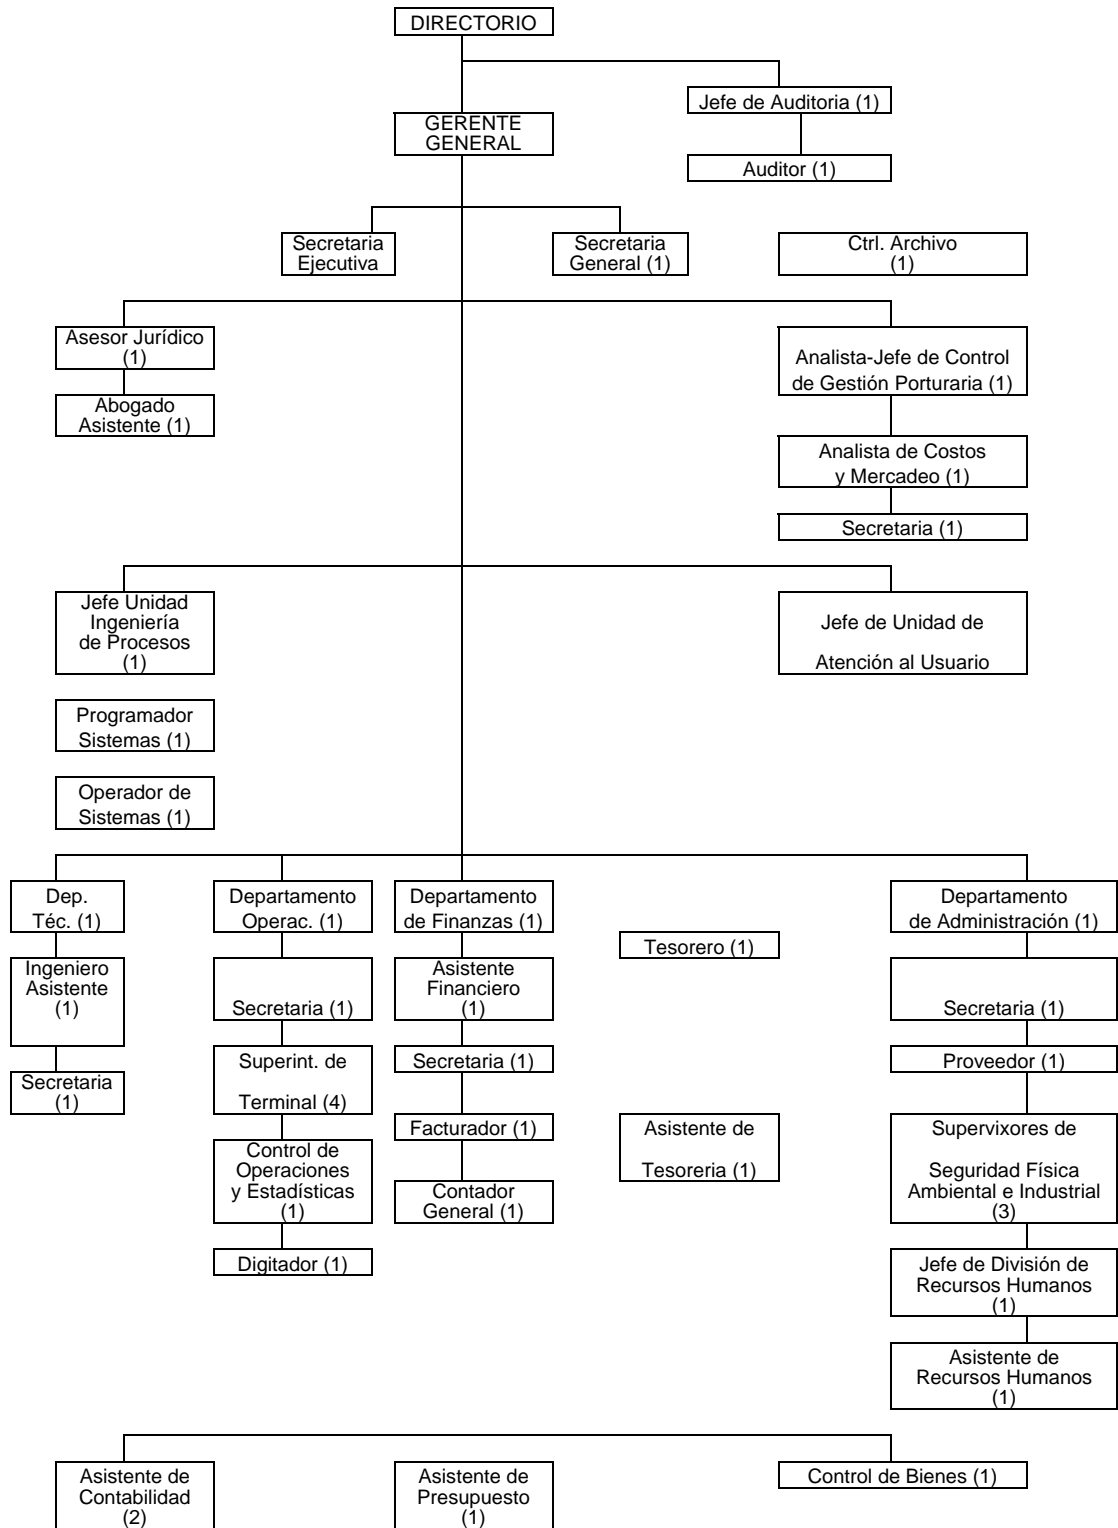 DIRECTORIO
Jefe de Auditoria (1)
GERENTE
GENERAL
Auditor (1)
Secretaria
Ejecutiva
Secretaria
General (1)
Ctrl. Archivo
(1)
Asesor Jurídico
(1)
Analista-Jefe de Control
de Gestión Porturaria (1)
Abogado
Asistente (1)
Analista de Costos
y Mercadeo (1)
Secretaria (1)
Jefe Unidad
Ingeniería
de Procesos
(1)
Jefe de Unidad de
Atención al Usuario
Programador
Sistemas (1)
Operador de
Sistemas (1)
Dep.
Téc. (1)
Departamento
Operac. (1)
Departamento
de Finanzas (1)
Departamento
de Administración (1)
Tesorero (1)
Ingeniero
Asistente
(1)
Secretaria (1)
Asistente
Financiero
(1)
Secretaria (1)
Secretaria
(1)
Superint. de
Terminal (4)
Secretaria (1)
Proveedor (1)
Facturador (1)
Asistente de
Tesoreria (1)
Supervixores de
Seguridad Física
Ambiental e Industrial
(3)
Control de
Operaciones
y Estadísticas
(1)
Contador
General (1)
Digitador (1)
Jefe de División de
Recursos Humanos
(1)
Asistente de
Recursos Humanos
(1)
Asistente de
Contabilidad
(2)
Asistente de
Presupuesto
(1)
Control de Bienes (1)